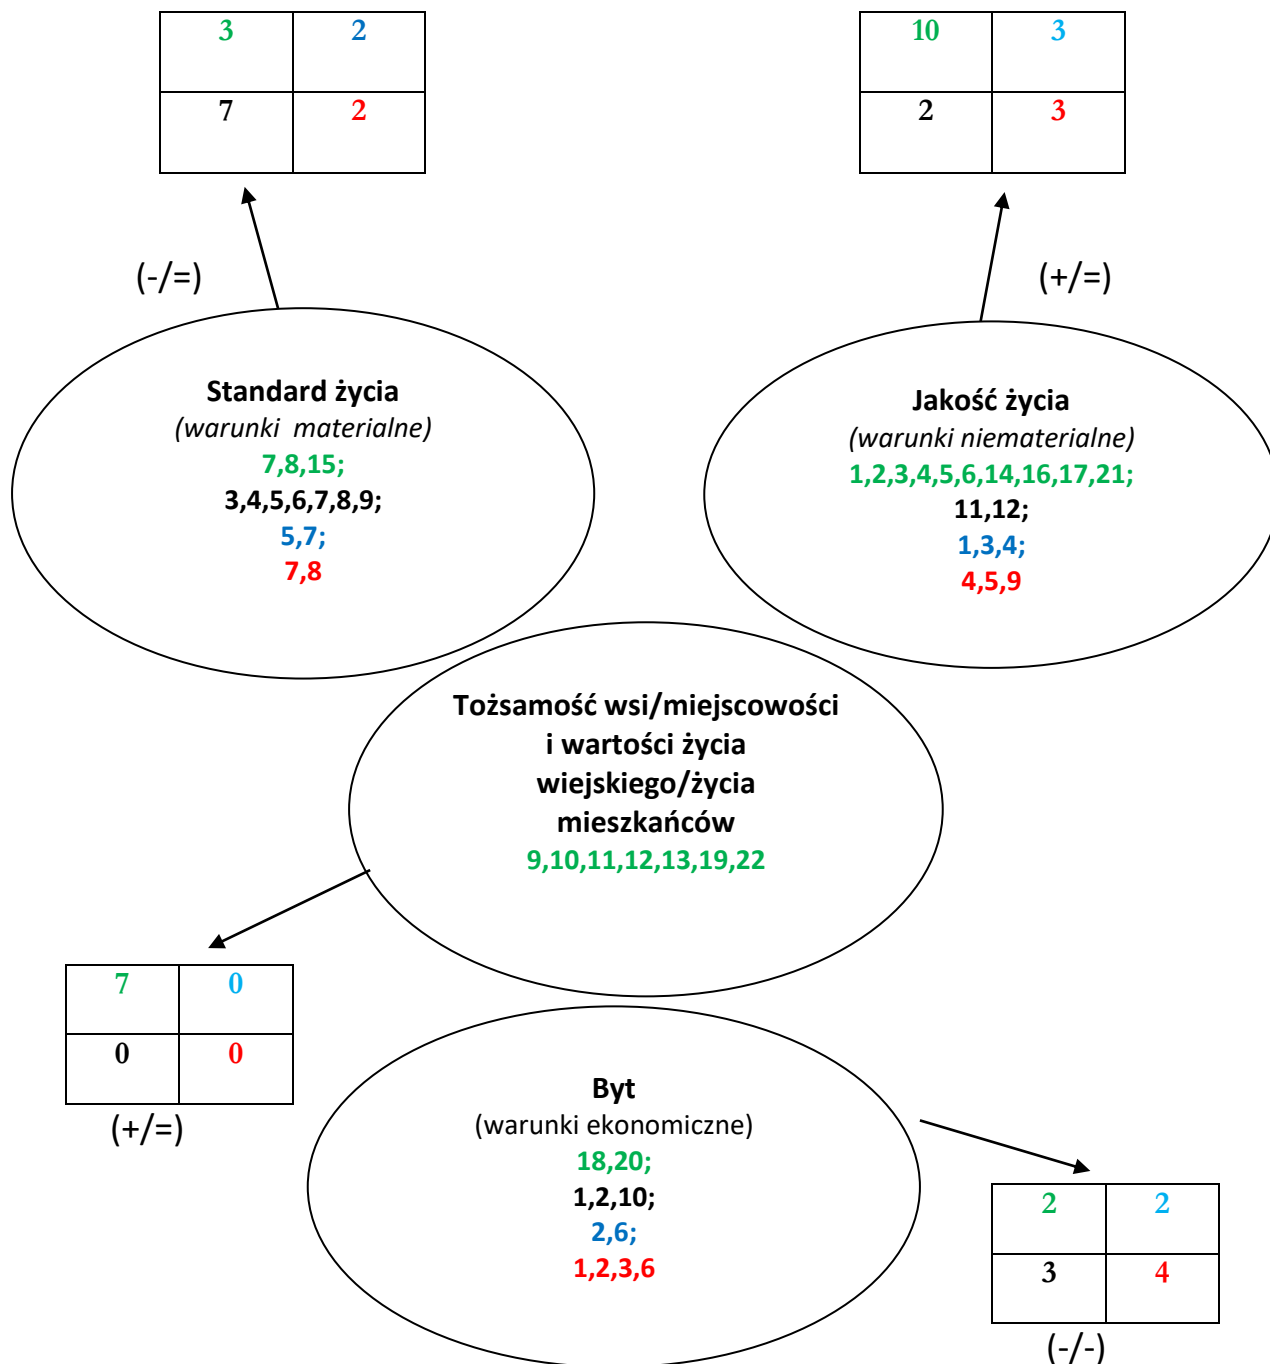 3 2
7 2
10 3
2 3
(-/=)
(+/=)
Standard życia
(warunki materialne)
7,8,15;
3,4,5,6,7,8,9;
5,7;
7,8
Jakość życia
(warunki niematerialne)
1,2,3,4,5,6,14,16,17,21;
11,12;
1,3,4;
4,5,9
Tożsamość wsi/miejscowości
i wartości życia
wiejskiego/życia
mieszkańców
9,10,11,12,13,19,22
7 0
0 0
(+/=)
Byt
(warunki ekonomiczne)
18,20;
1,2,10;
2,6;
1,2,3,6
2 2
3 4
(-/-)